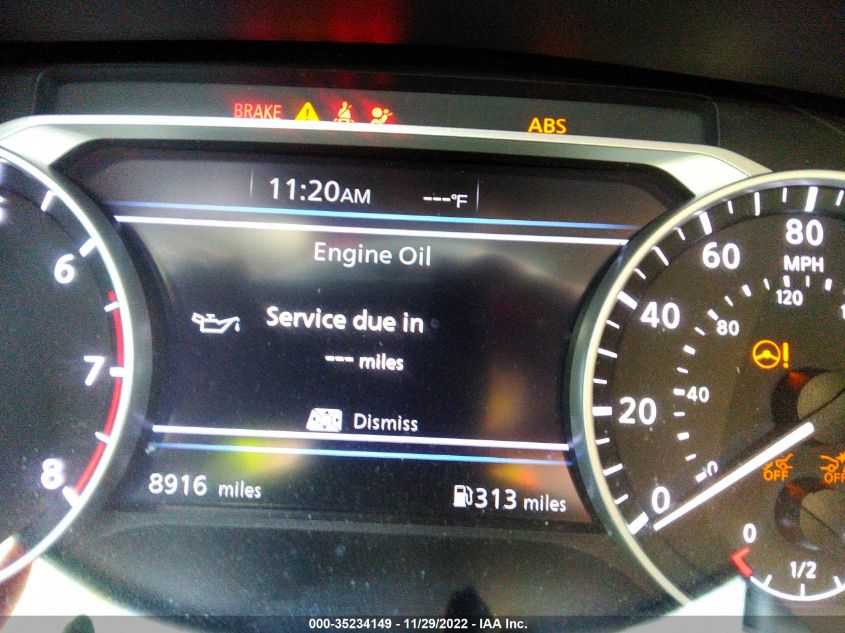 BRAKE
ABS
11:20AM
---°F
Engine Oil
Service due in
--- miles
Dismiss
8916 miles
313 miles
6
7
8
0
20
40
60
80
MPH
0
40
80
120
OFF
OFF
0
1/2
000-35234149 - 11/29/2022 - IAA Inc.